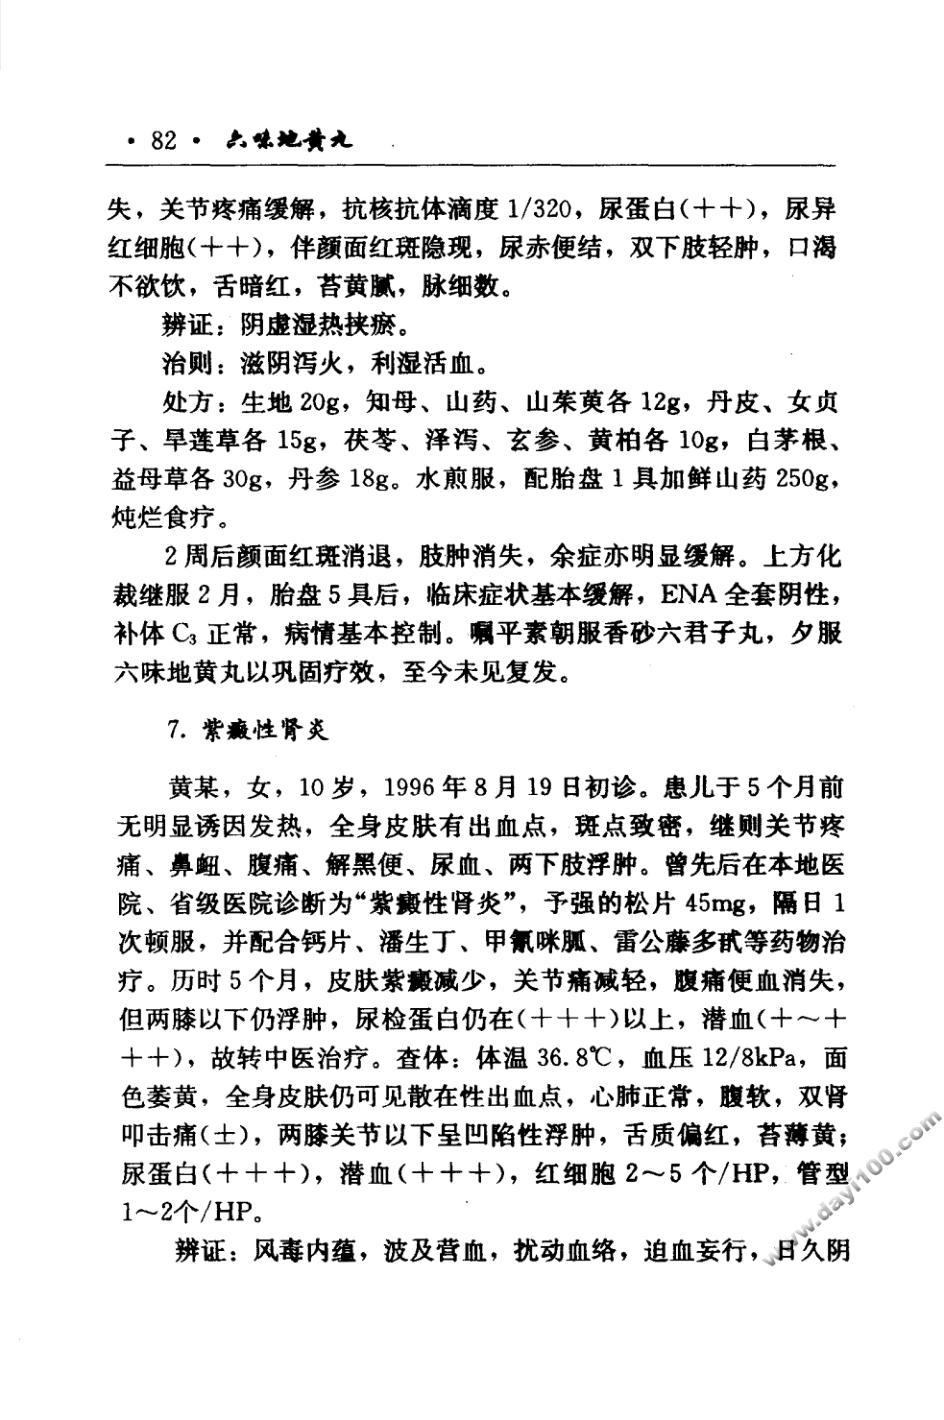 · 82 · 六味地黄丸
失，关节疼痛缓解，抗核抗体滴度 1/320，尿蛋白(＋＋)，尿异
红细胞(＋＋)，伴颜面红斑隐现，尿赤便结，双下肢轻肿，口渴
不欲饮，舌暗红，苔黄腻，脉细数。
辨证：阴虚湿热挟瘀。
治则：滋阴泻火，利湿活血。
处方：生地 20g，知母、山药、山茱萸各 12g，丹皮、女贞
子、旱莲草各 15g，茯苓、泽泻、玄参、黄柏各 10g，白茅根、
益母草各 30g，丹参 18g。水煎服，配胎盘 1 具加鲜山药 250g，
炖烂食疗。
2 周后颜面红斑消退，肢肿消失，余症亦明显缓解。上方化
裁继服 2 月，胎盘 5 具后，临床症状基本缓解，ENA 全套阴性，
补体 C₃ 正常，病情基本控制。嘱平素朝服香砂六君子丸，夕服
六味地黄丸以巩固疗效，至今未见复发。
7. 紫癜性肾炎
黄某，女，10 岁，1996 年 8 月 19 日初诊。患儿于 5 个月前
无明显诱因发热，全身皮肤有出血点，斑点致密，继则关节疼
痛、鼻衄、腹痛、解黑便、尿血、两下肢浮肿。曾先后在本地医
院、省级医院诊断为“紫癜性肾炎”，予强的松片 45mg，隔日 1
次顿服，并配合钙片、潘生丁、甲氰咪胍、雷公藤多甙等药物治
疗。历时 5 个月，皮肤紫癜减少，关节痛减轻，腹痛便血消失，
但两膝以下仍浮肿，尿检蛋白仍在(＋＋＋)以上，潜血(＋～＋
＋＋)，故转中医治疗。查体：体温 36.8℃，血压 12/8kPa，面
色萎黄，全身皮肤仍可见散在性出血点，心肺正常，腹软，双肾
叩击痛(±)，两膝关节以下呈凹陷性浮肿，舌质偏红，苔薄黄；
尿蛋白(＋＋＋)，潜血(＋＋＋)，红细胞 2～5 个/HP，管型
1～2个/HP。
辨证：风毒内蕴，波及营血，扰动血络，迫血妄行，日久阴
www.dayi100.com